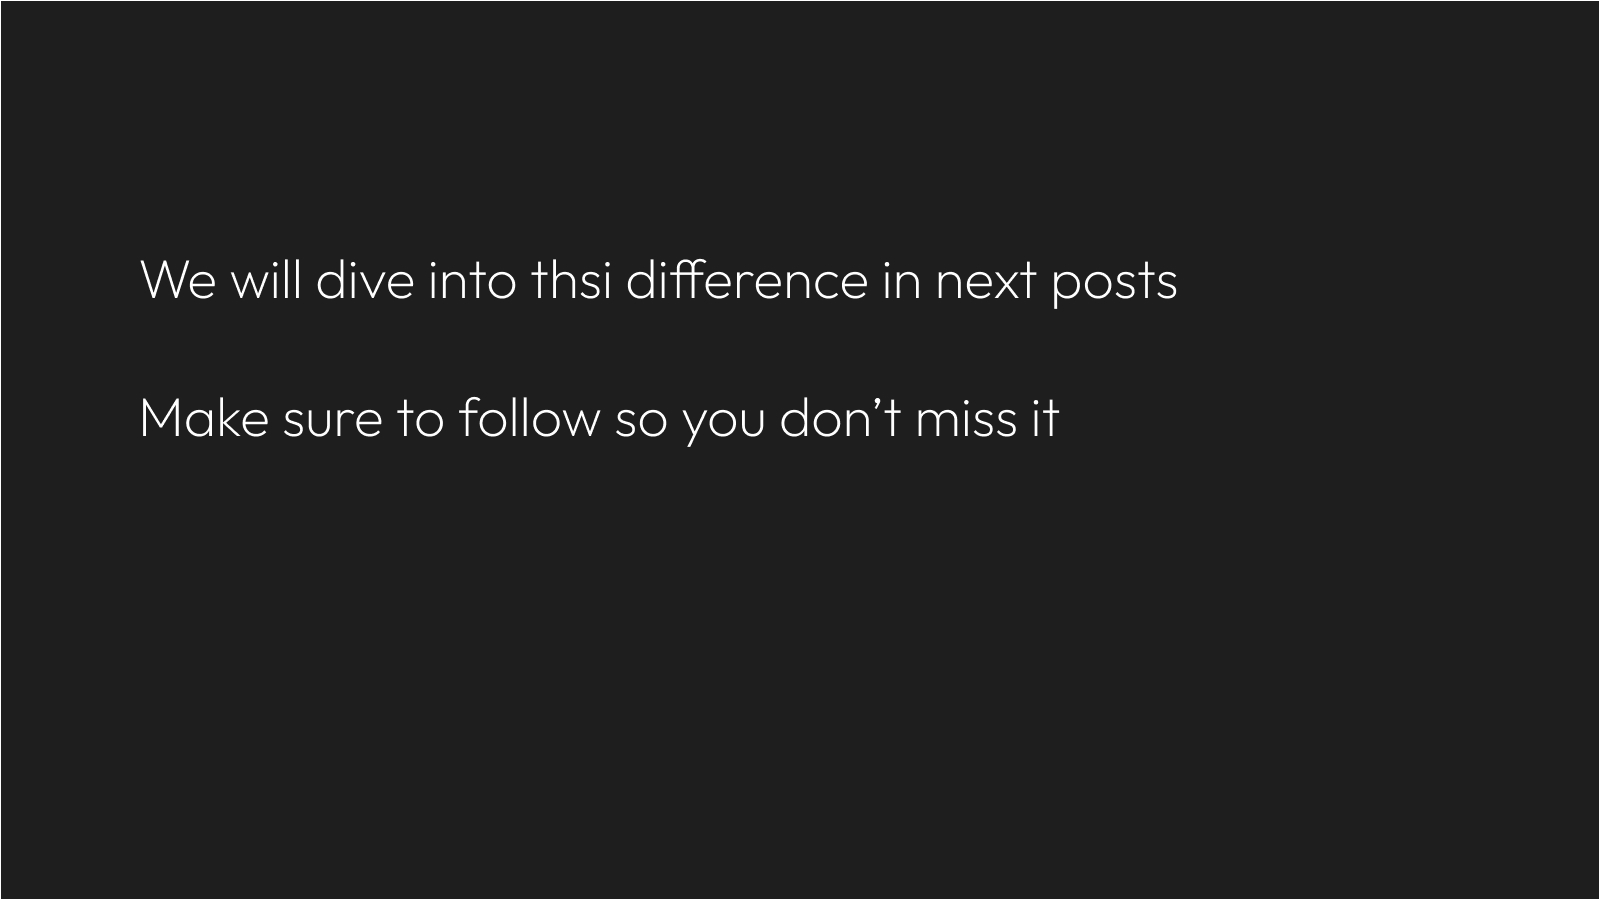 We will dive into thsi difference in next posts
Make sure to follow so you don’t miss it